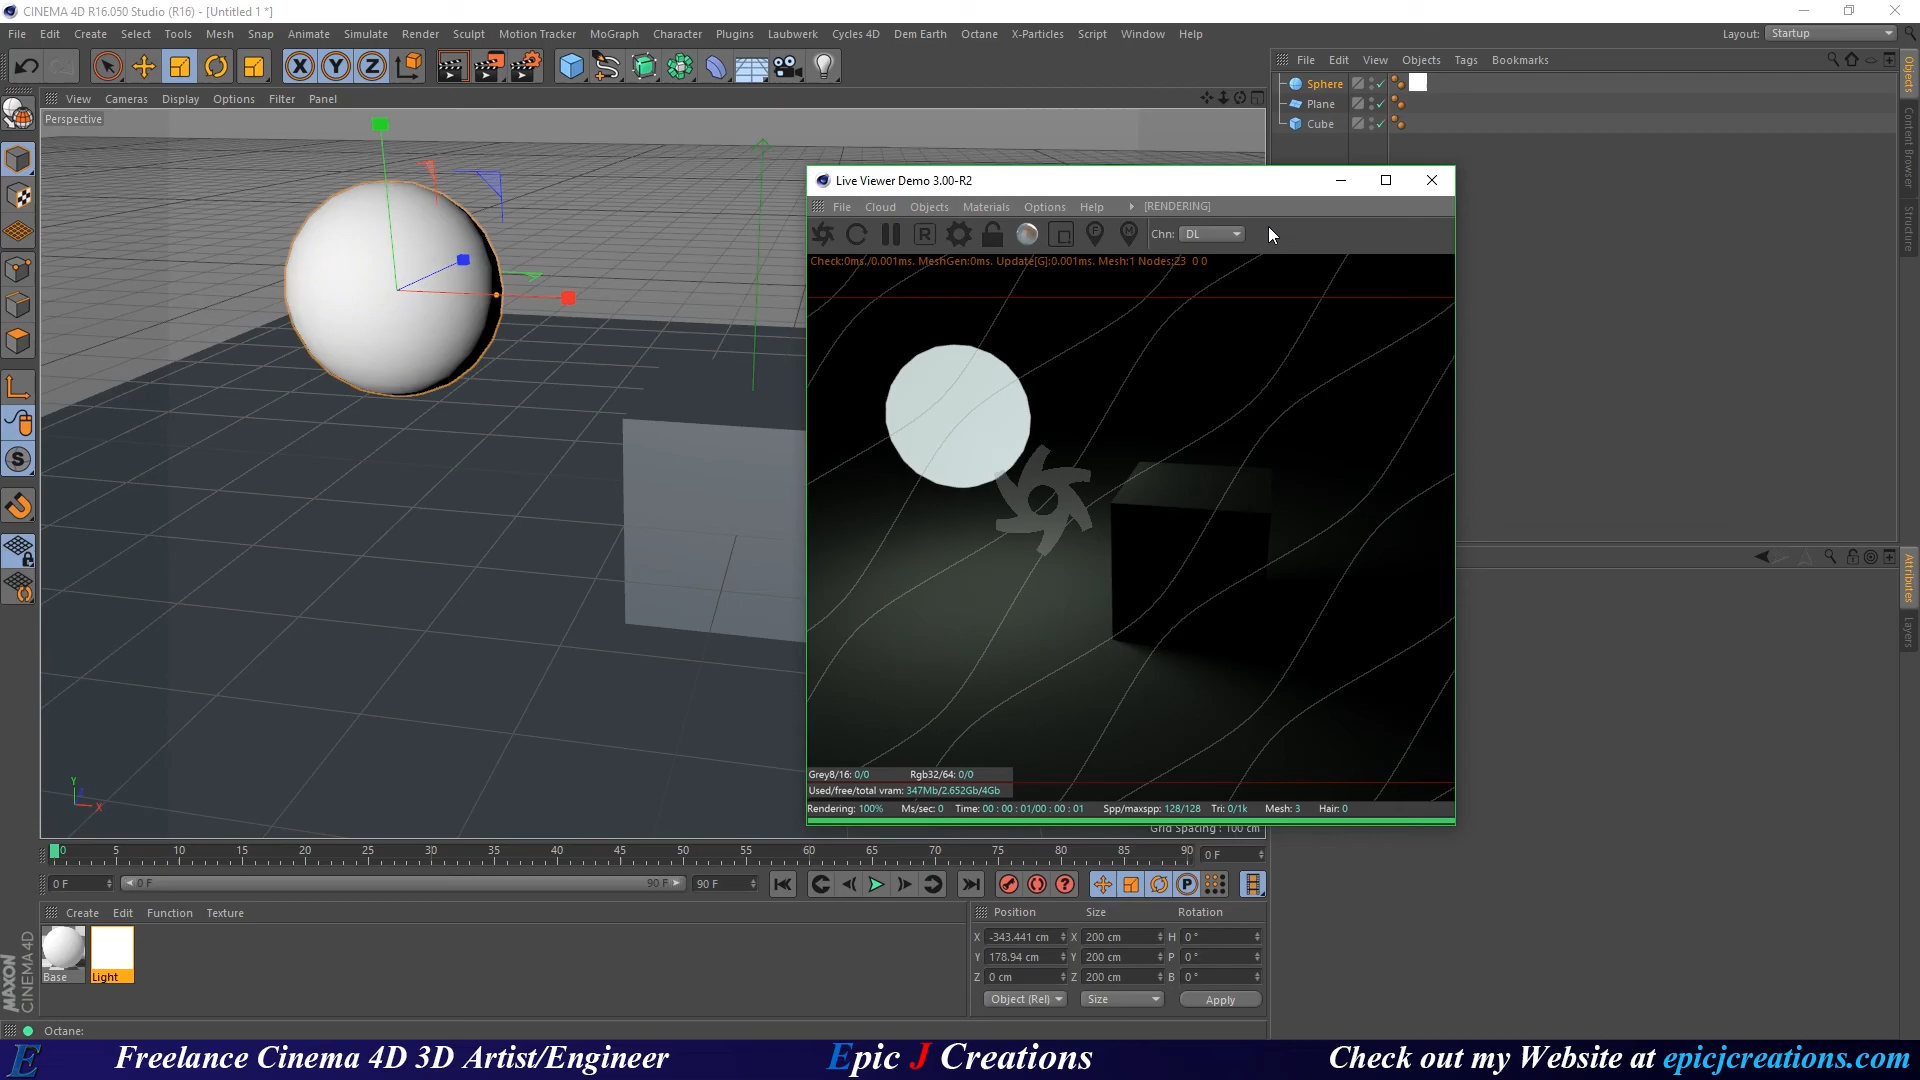 CINEMA 4D R16.050 Studio (R16) - [Untitled 1 *]
File Edit Create Select Tools Mesh Snap Animate Simulate Render Sculpt Motion Tracker MoGraph Character Plugins Laubwerk Cycles 4D Dem Earth Octane X-Particles Script Window Help Layout: Startup
X Y Z
File Edit View Objects Tags Bookmarks
View Cameras Display Options Filter Panel
Perspective
Sphere
Plane
Cube
Objects
Content Browser
Structure
Live Viewer Demo 3.00-R2
File Cloud Objects Materials Options Help [RENDERING]
R F M Chn: DL
Check:0ms./0.001ms. MeshGen:0ms. Update[G]:0.001ms. Mesh:1 Nodes:23 0 0
S
Attributes
Layers
Grey8/16: 0/0 Rgb32/64: 0/0
Used/free/total vram: 347Mb/2.652Gb/4Gb
Rendering: 100% Ms/sec: 0 Time: 00 : 00 : 01/00 : 00 : 01 Spp/maxspp: 128/128 Tri: 0/1k Mesh: 3 Hair: 0
Y
X
Grid Spacing : 100 cm
0 5 10 15 20 25 30 35 40 45 50 55 60 65 70 75 80 85 90 0 F
0 F 0 F 90 F 90 F ? P
Create Edit Function Texture
Base Light
Position Size Rotation
X -343.441 cm X 200 cm H 0 °
Y 178.94 cm Y 200 cm P 0 °
Z 0 cm Z 200 cm B 0 °
Object (Rel) Size Apply
MAXON
CINEMA 4D
Octane:
E Freelance Cinema 4D 3D Artist/Engineer Epic J Creations Check out my Website at epicjcreations.com